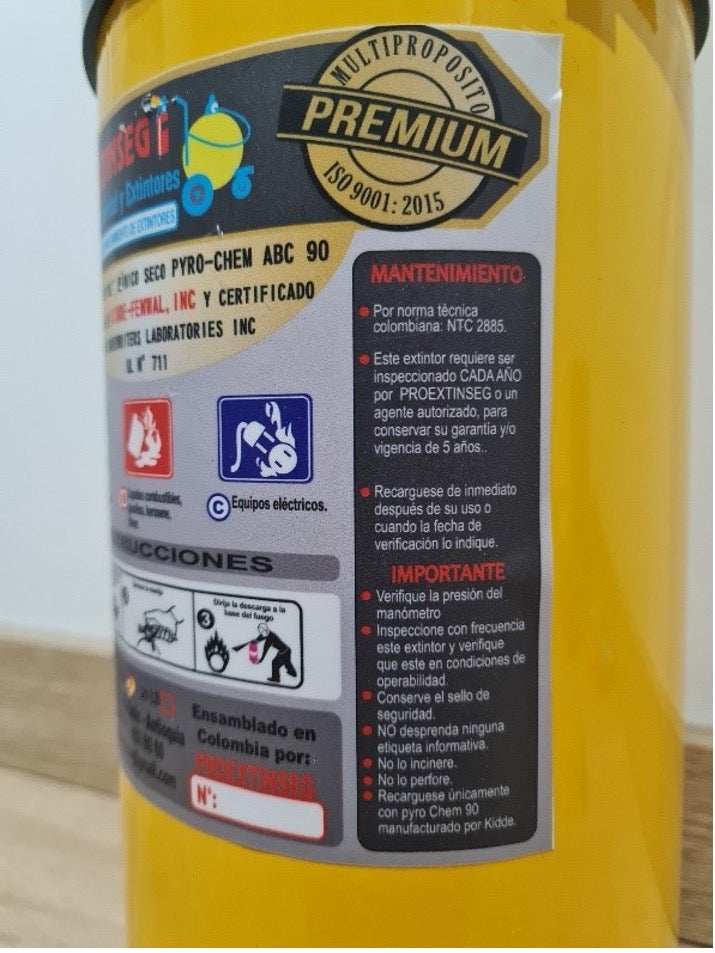 MULTIPROPOSITO
PREMIUM
ISO 9001: 2015
y Extintores
DE EXTINTORES
SECO PYRO-CHEM ABC 90
INC Y CERTIFICADO
LABORATORIES INC
N° 711
C Equipos eléctricos.
Dirija la descarga a la
base del fuego
3
Antioquia
Ensamblado en
Colombia por:
PROEXTINSEG
N°:
MANTENIMIENTO
Por norma técnica
colombiana: NTC 2885.
Este extintor requiere ser
inspeccionado CADA AÑO
por PROEXTINSEG o un
agente autorizado, para
conservar su garantía y/o
vigencia de 5 años..
Recarguese de inmediato
después de su uso o
cuando la fecha de
verificación lo indique.
IMPORTANTE
Verifique la presión del
manómetro
Inspeccione con frecuencia
este extintor y verifique
que este en condiciones de
operabilidad.
Conserve el sello de
seguridad.
NO desprenda ninguna
etiqueta informativa.
No lo incinere.
No lo perfore.
Recarguese únicamente
con pyro Chem 90
manufacturado por Kidde.